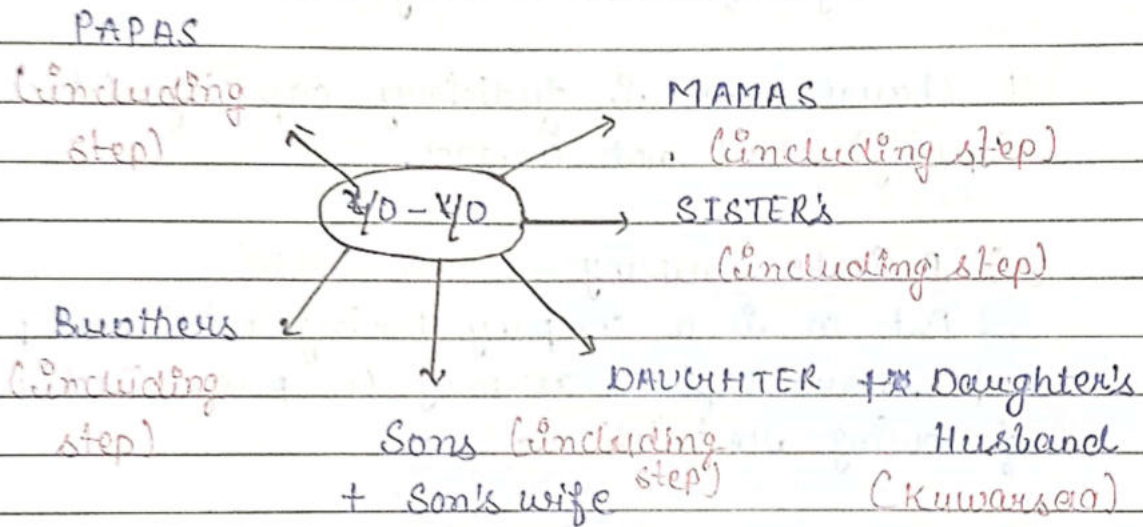 PAPAS
(including
step)
MAMAS
(including step)
H/O - W/O
SISTER's
(including step)
Brothers
(including
step)
Sons (including
step)
+ Son's wife
DAUGHTER + Daughter's
Husband
(Kuwarsaa)